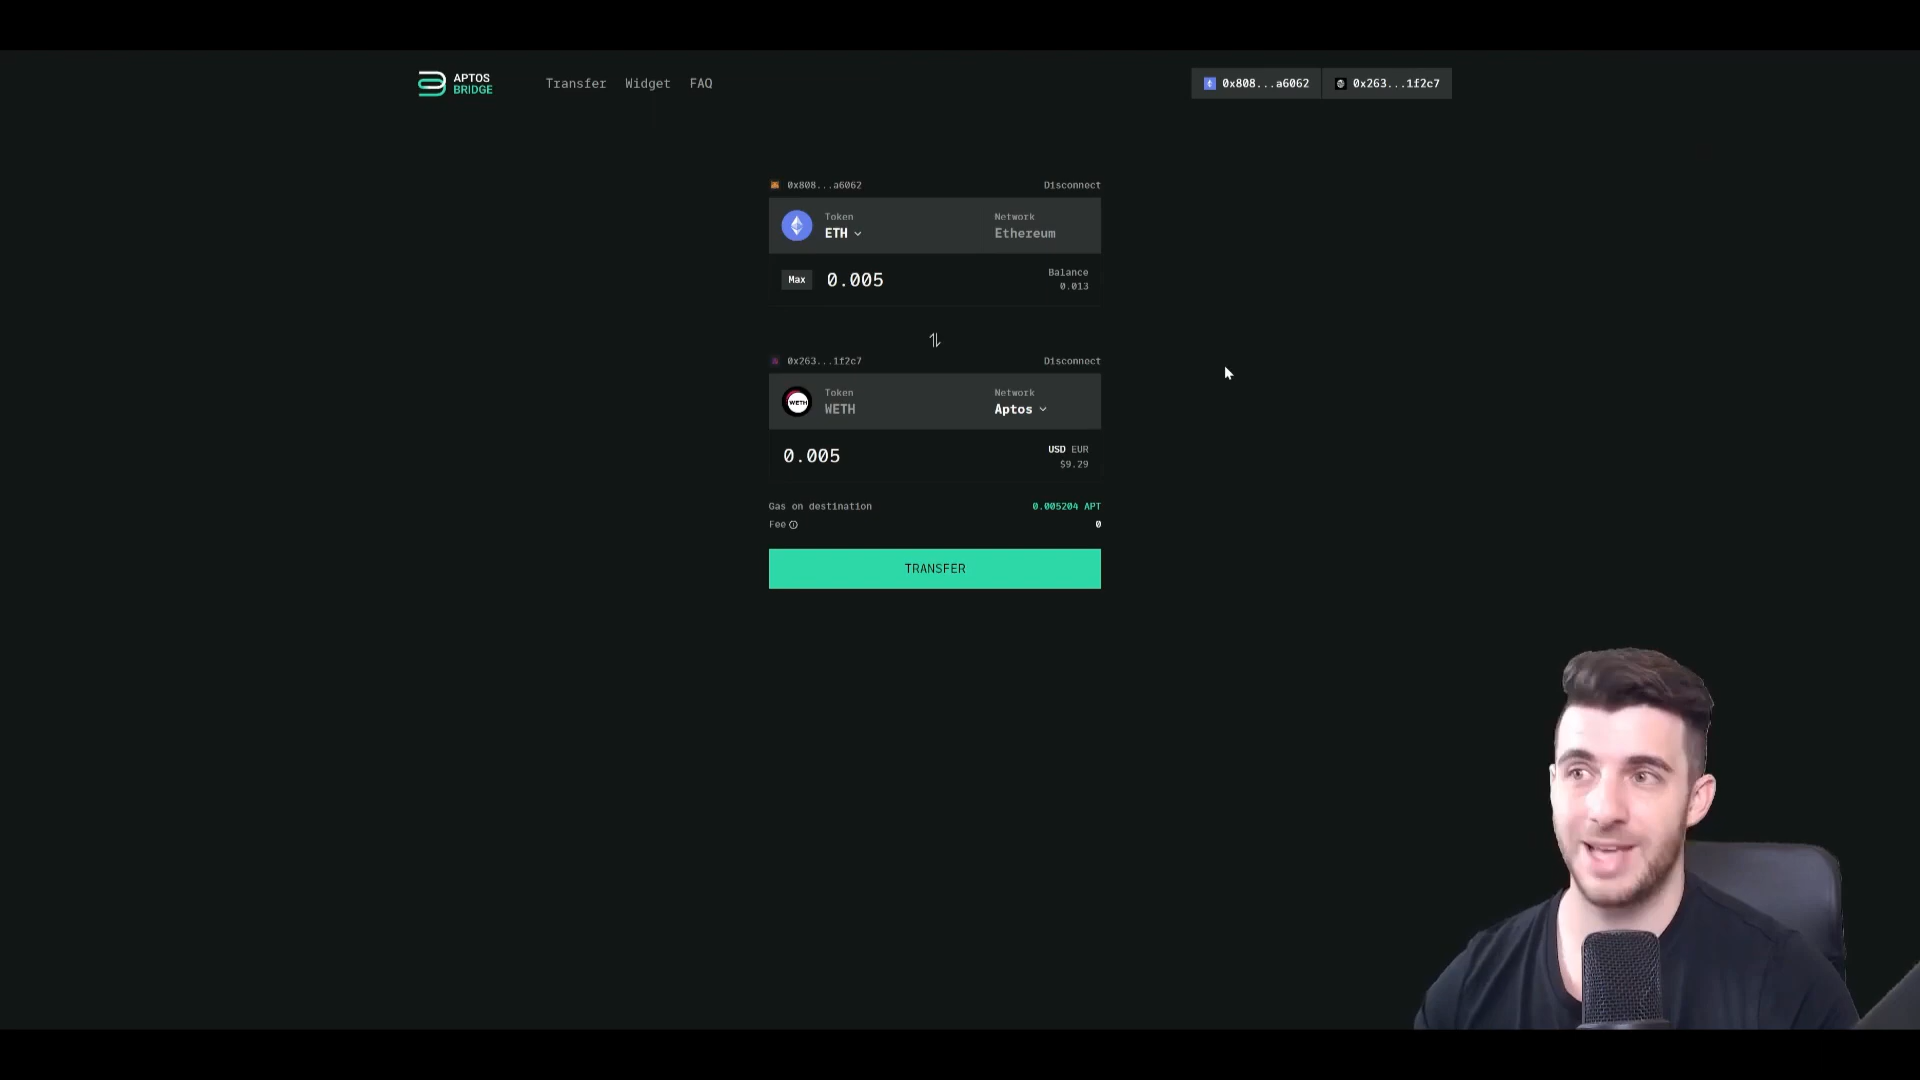 APTOS
BRIDGE
Transfer Widget FAQ
0x808...a6062 0x263...1f2c7
0x808...a6062 Disconnect
Token Network
ETH Ethereum
Max 0.005 Balance
0.013
0x263...1f2c7 Disconnect
Token Network
WETH WETH Aptos
0.005 USD EUR
$9.29
Gas on destination 0.005204 APT
Fee 0
TRANSFER